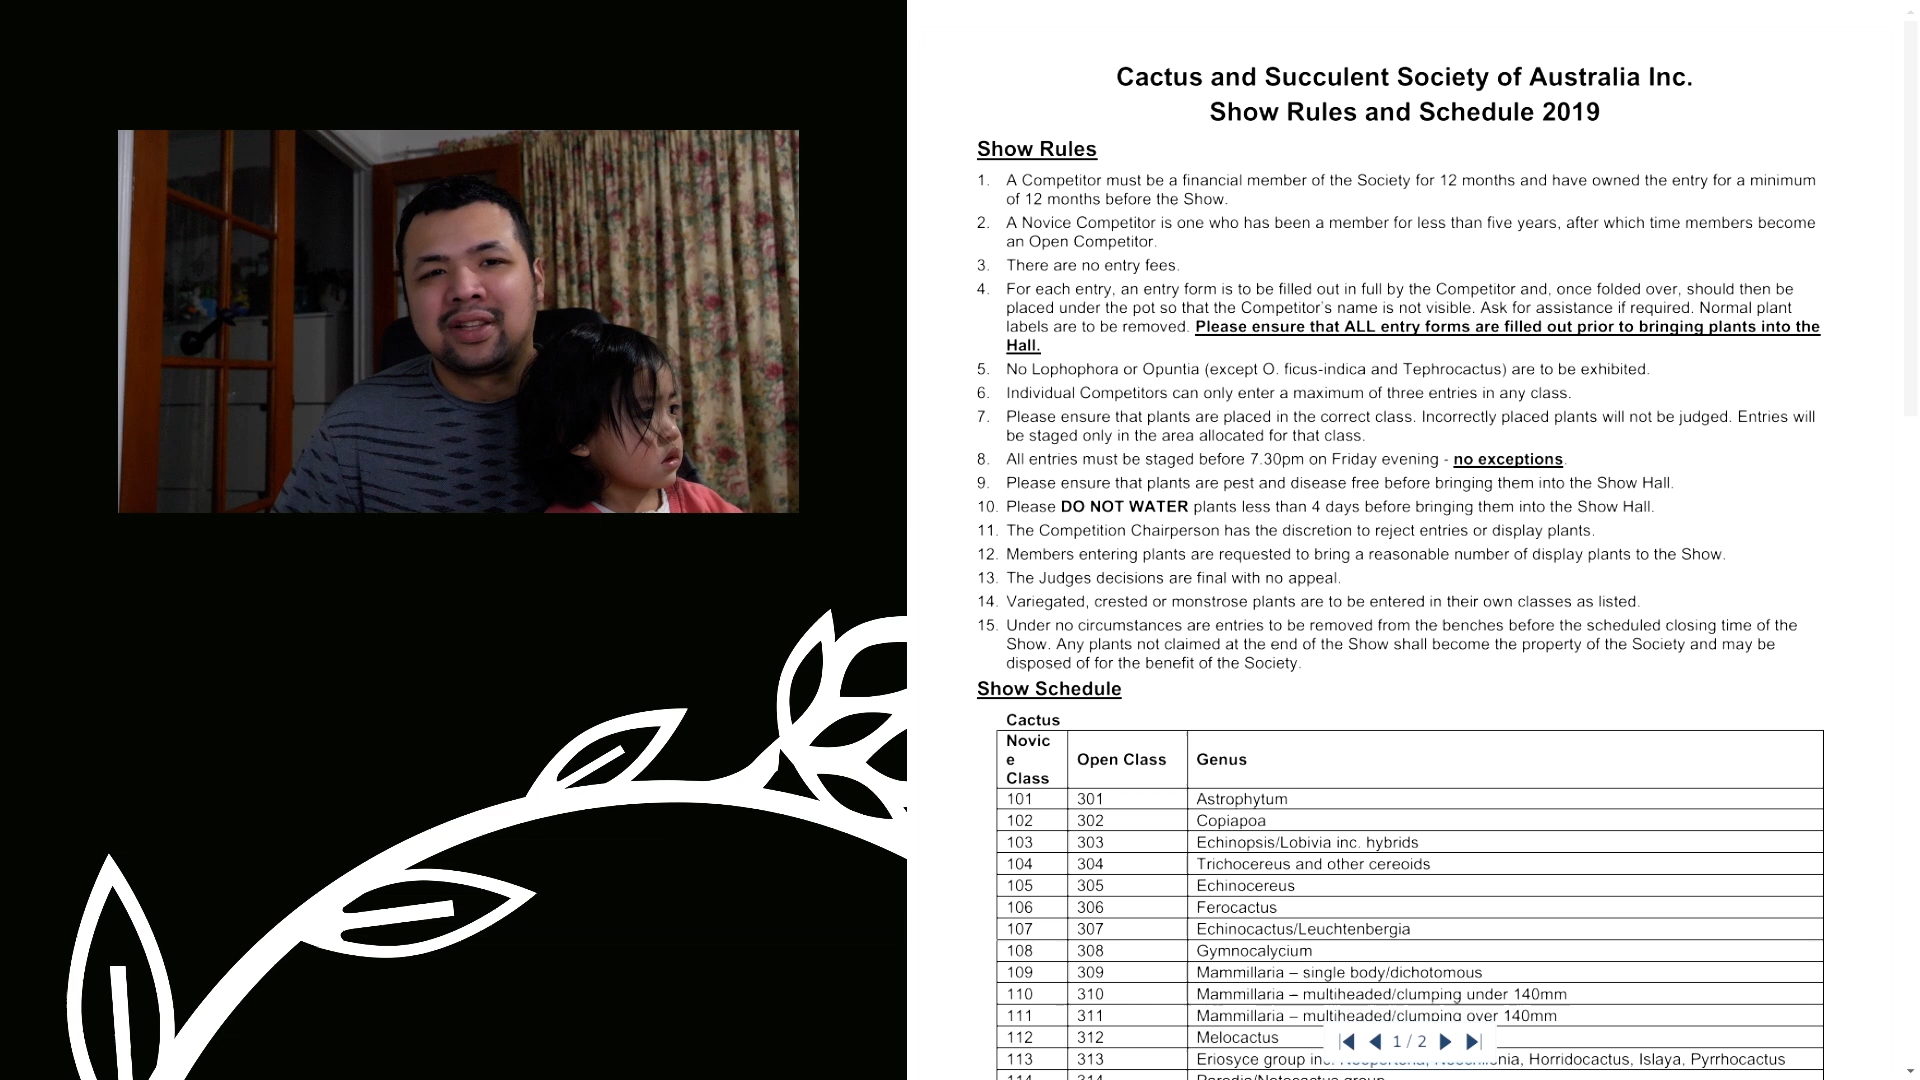 Cactus and Succulent Society of Australia Inc.
Show Rules and Schedule 2019
Show Rules
1. A Competitor must be a financial member of the Society for 12 months and have owned the entry for a minimum
of 12 months before the Show.
2. A Novice Competitor is one who has been a member for less than five years, after which time members become
an Open Competitor.
3. There are no entry fees.
4. For each entry, an entry form is to be filled out in full by the Competitor and, once folded over, should then be
placed under the pot so that the Competitor's name is not visible. Ask for assistance if required. Normal plant
labels are to be removed. Please ensure that ALL entry forms are filled out prior to bringing plants into the
Hall.
5. No Lophophora or Opuntia (except O. ficus-indica and Tephrocactus) are to be exhibited.
6. Individual Competitors can only enter a maximum of three entries in any class.
7. Please ensure that plants are placed in the correct class. Incorrectly placed plants will not be judged. Entries will
be staged only in the area allocated for that class.
8. All entries must be staged before 7.30pm on Friday evening - no exceptions.
9. Please ensure that plants are pest and disease free before bringing them into the Show Hall.
10. Please DO NOT WATER plants less than 4 days before bringing them into the Show Hall.
11. The Competition Chairperson has the discretion to reject entries or display plants.
12. Members entering plants are requested to bring a reasonable number of display plants to the Show.
13. The Judges decisions are final with no appeal.
14. Variegated, crested or monstrose plants are to be entered in their own classes as listed.
15. Under no circumstances are entries to be removed from the benches before the scheduled closing time of the
Show. Any plants not claimed at the end of the Show shall become the property of the Society and may be
disposed of for the benefit of the Society.
Show Schedule
Cactus
Novic
e
Class Open Class Genus
101 301 Astrophytum
102 302 Copiapoa
103 303 Echinopsis/Lobivia inc. hybrids
104 304 Trichocereus and other cereoids
105 305 Echinocereus
106 306 Ferocactus
107 307 Echinocactus/Leuchtenbergia
108 308 Gymnocalycium
109 309 Mammillaria – single body/dichotomous
110 310 Mammillaria – multiheaded/clumping under 140mm
111 311 Mammillaria – multiheaded/clumping over 140mm
112 312 Melocactus
1 / 2
113 313 Eriosyce group Horridocactus, Islaya, Pyrrhocactus